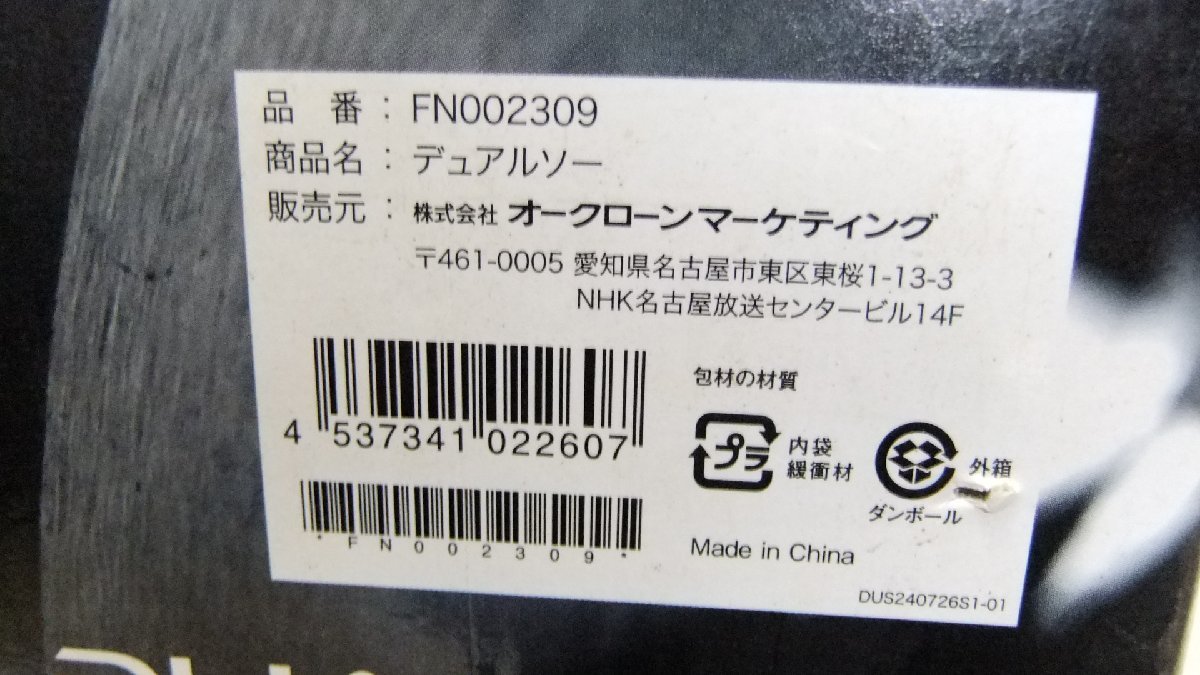 品 番 : FN002309
商品名 : デュアルソー
販売元 : 株式会社 オークローンマーケティング
〒461-0005 愛知県名古屋市東区東桜1-13-3
NHK名古屋放送センタービル14F
4 537341 022607
*FN002309*
包材の材質
プラ
内袋
緩衝材
外箱
ダンボール
Made in China
DUS240726S1-01